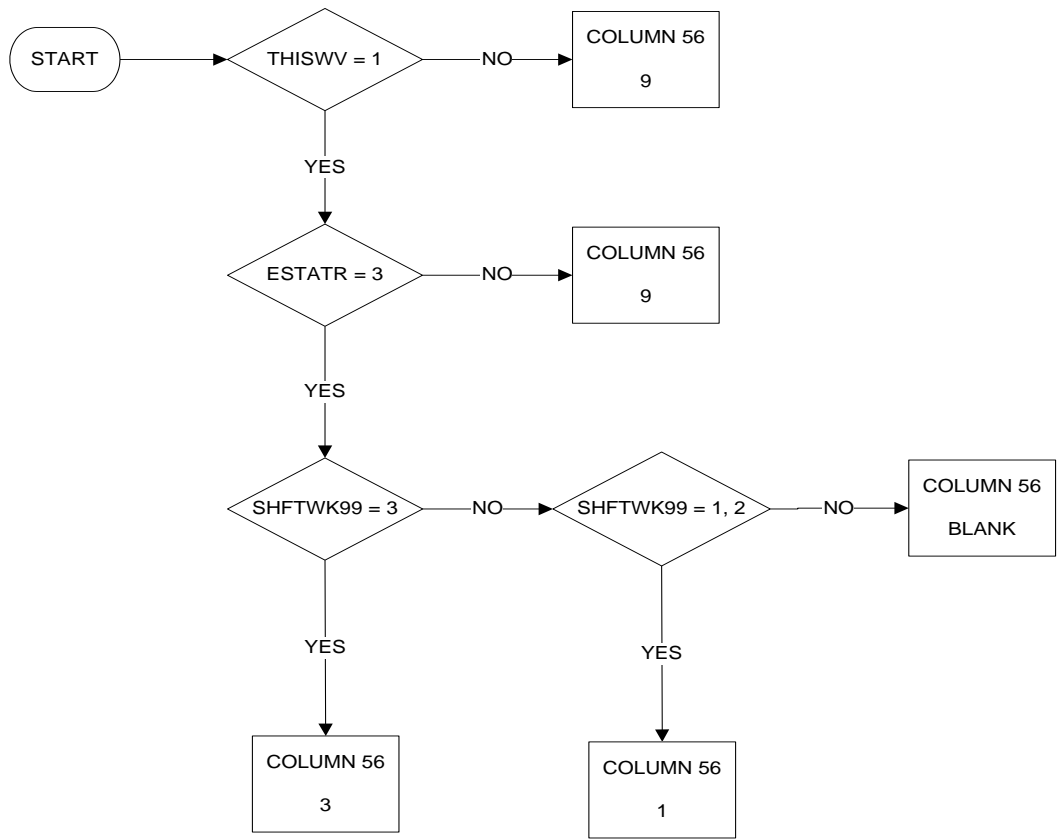 START
THISWV = 1
NO
COLUMN 56
9
YES
ESTATR = 3
NO
COLUMN 56
9
YES
SHFTWK99 = 3
NO
SHFTWK99 = 1, 2
NO
COLUMN 56
BLANK
YES
YES
COLUMN 56
3
COLUMN 56
1